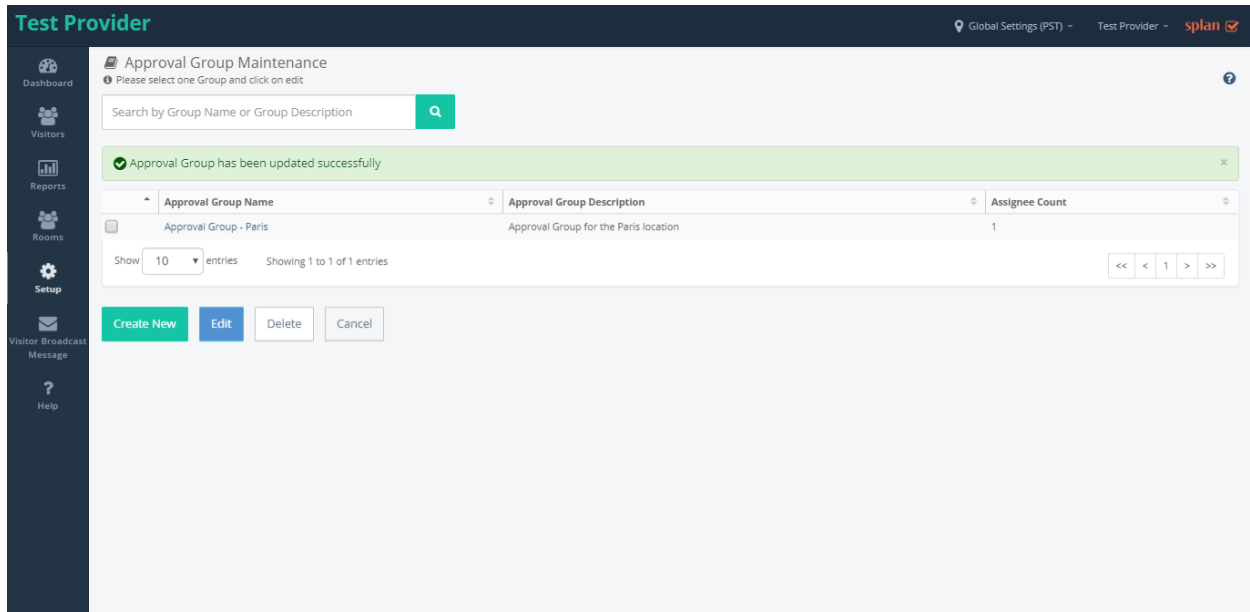 Test Provider
Global Settings (PST)
Test Provider
splan
Dashboard
Visitors
Reports
Rooms
Setup
Visitor Broadcast
Message
?
Help
Approval Group Maintenance
Please select one Group and click on edit
?
Search by Group Name or Group Description
Approval Group has been updated successfully
×
Approval Group Name
Approval Group Description
Assignee Count
Approval Group - Paris
Approval Group for the Paris location
1
Show 10 entries
Showing 1 to 1 of 1 entries
<< < 1 > >>
Create New
Edit
Delete
Cancel